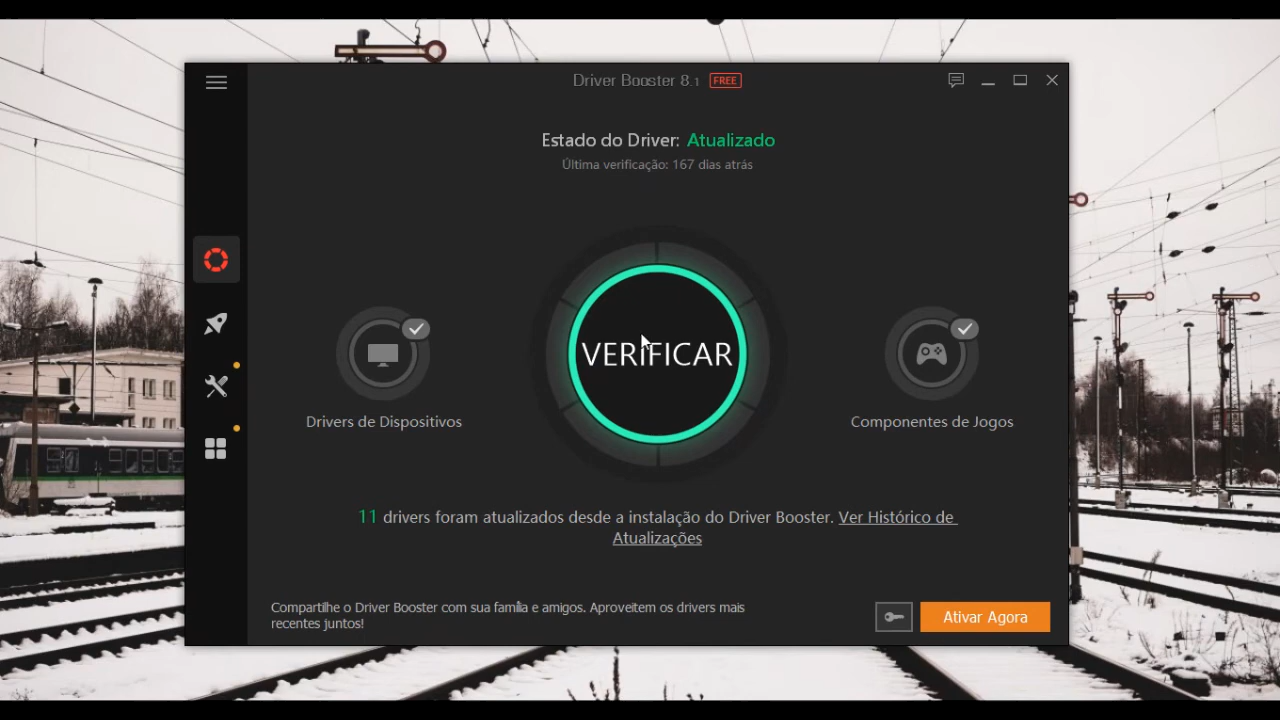 Driver Booster 8.1 FREE
Estado do Driver: Atualizado
Última verificação: 167 dias atrás
VERIFICAR
Drivers de Dispositivos
Componentes de Jogos
11 drivers foram atualizados desde a instalação do Driver Booster. Ver Histórico de
Atualizações
Compartilhe o Driver Booster com sua família e amigos. Aproveitem os drivers mais
recentes juntos!
Ativar Agora